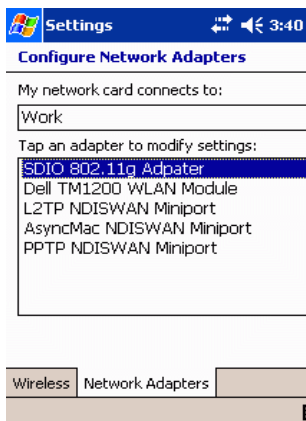 Settings 3:40
Configure Network Adapters
My network card connects to:
Work
Tap an adapter to modify settings:
SDIO 802.11g Adpater
Dell TM1200 WLAN Module
L2TP NDISWAN Miniport
AsyncMac NDISWAN Miniport
PPTP NDISWAN Miniport
Wireless Network Adapters